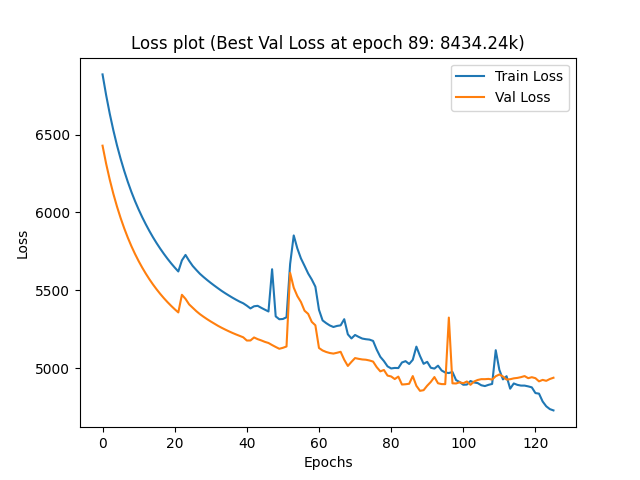 Loss plot (Best Val Loss at epoch 89: 8434.24k)
Train Loss
Val Loss
6500
6000
5500
5000
Loss
0 20 40 60 80 100 120
Epochs